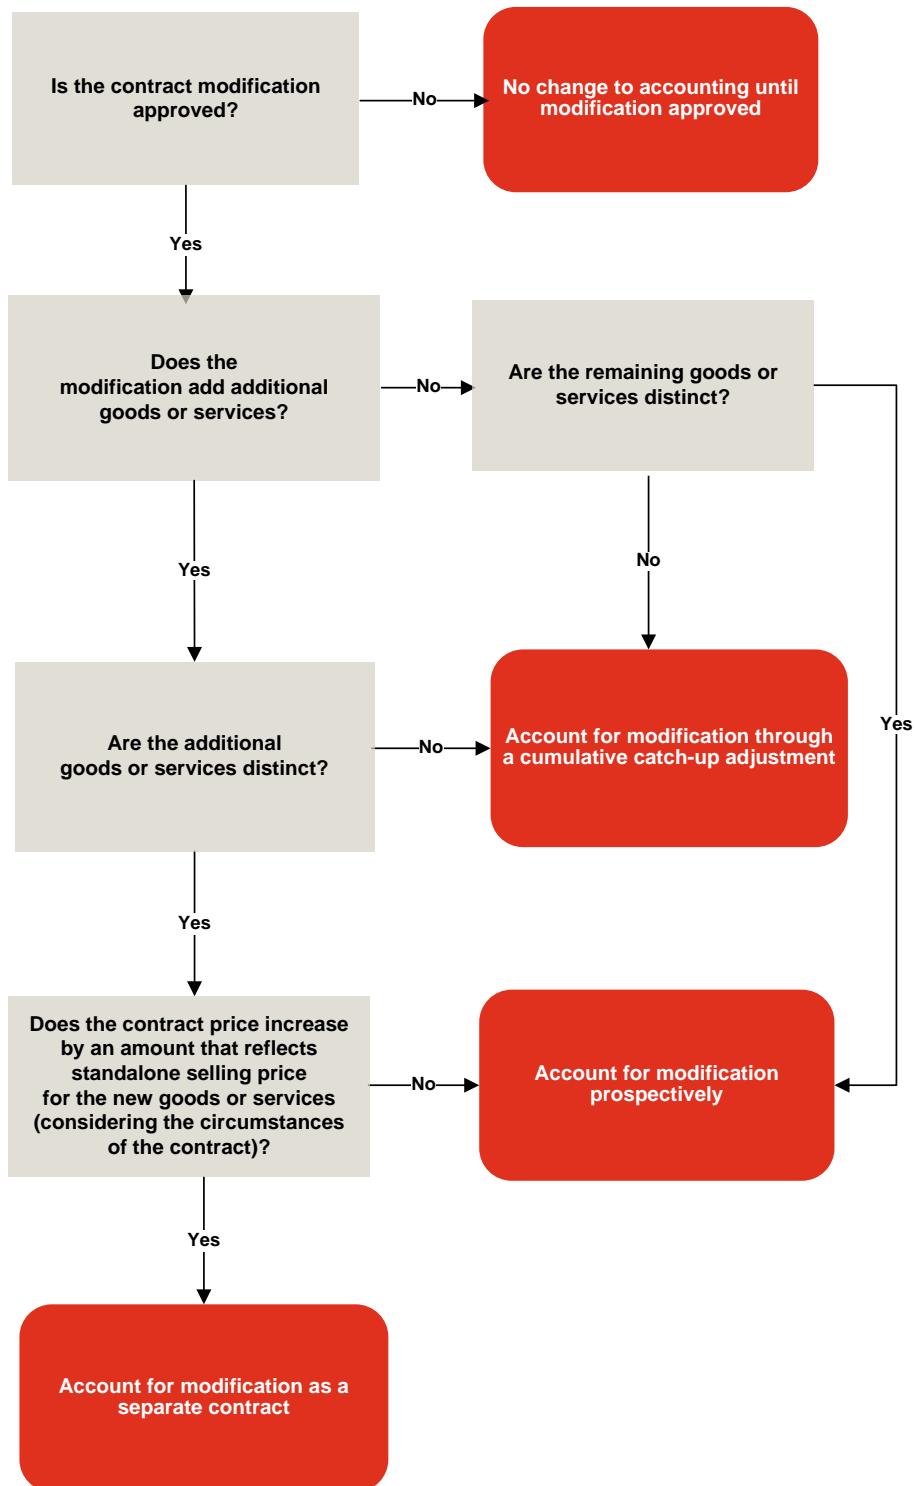 Is the contract modification
approved?
No
No change to accounting until
modification approved
Yes
Does the
modification add additional
goods or services?
No
Are the remaining goods or
services distinct?
Yes
No
Yes
Are the additional
goods or services distinct?
No
Account for modification through
a cumulative catch-up adjustment
Yes
Does the contract price increase
by an amount that reflects
standalone selling price
for the new goods or services
(considering the circumstances
of the contract)?
No
Account for modification
prospectively
Yes
Account for modification as a
separate contract